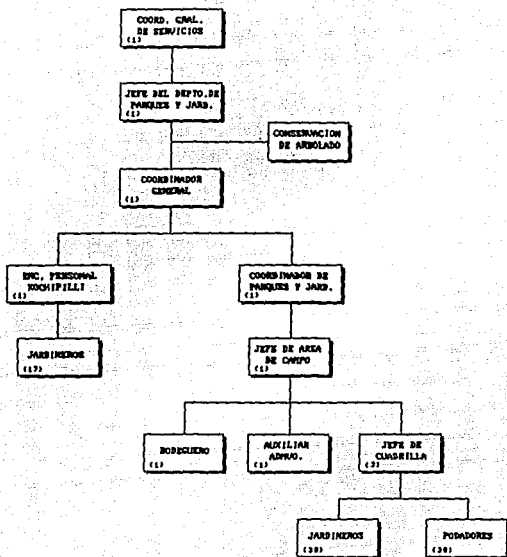 COORD. GRAL.
DE SERVICIOS
(1)
JEFE DEL DEPTO. DE
PARQUES Y JARD.
(1)
CONSERVACION
DE ARBOLADO
COORDINADOR
GENERAL
(1)
ENC. PERSONAL
XOCHIPILLI
(1)
COORDINADOR DE
PARQUES Y JARD.
(1)
JARDINEROS
(17)
JEFE DE AREA
DE CAMPO
(1)
BODEGUERO
(1)
AUXILIAR
ADMVO.
(1)
JEFE DE
CUADRILLA
JARDINEROS
PODADORES